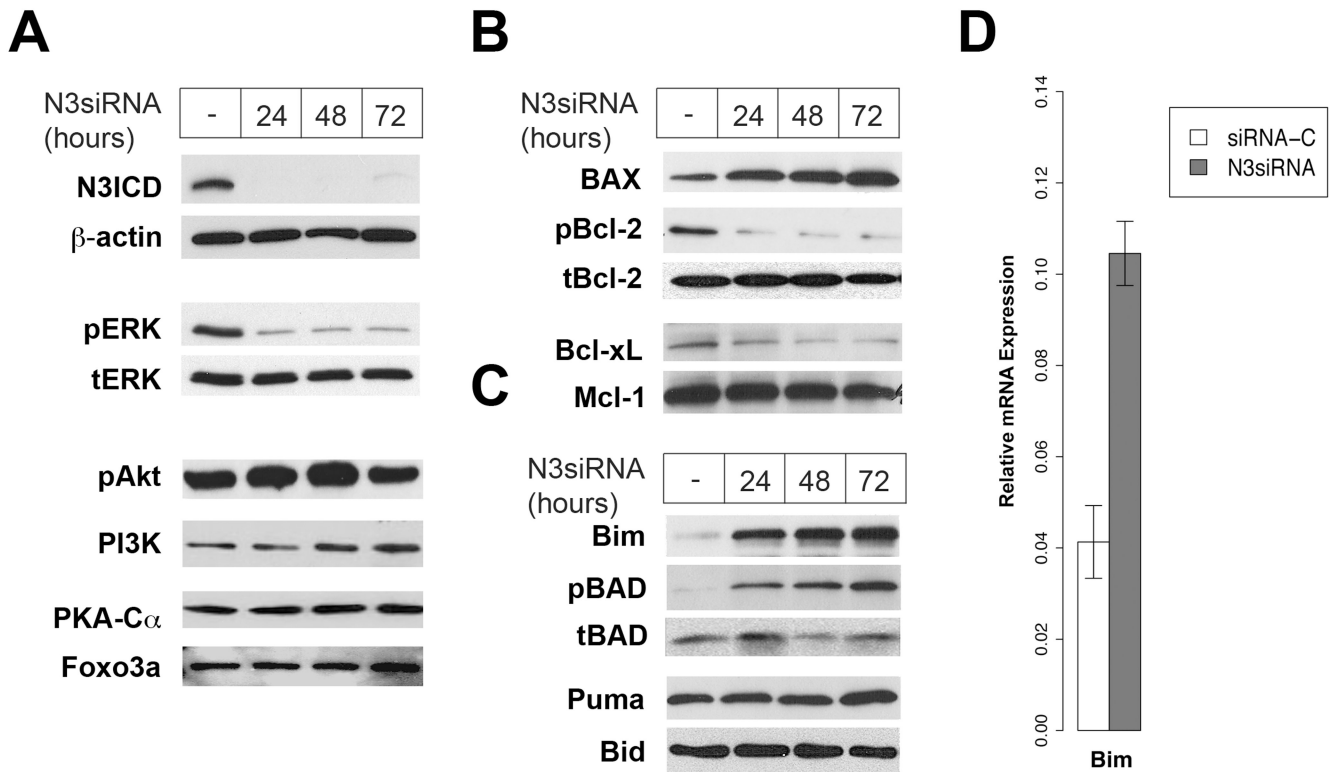 A
N3siRNA
(hours)
- 24 48 72
N3ICD
β-actin
pERK
tERK
pAkt
PI3K
PKA-Cα
Foxo3a
B
N3siRNA
(hours)
- 24 48 72
BAX
pBcl-2
tBcl-2
Bcl-xL
Mcl-1
C
N3siRNA
(hours)
- 24 48 72
Bim
pBAD
tBAD
Puma
Bid
D
siRNA−C
N3siRNA
Relative mRNA Expression
0.14
0.12
0.10
0.08
0.06
0.04
0.02
0.00
Bim